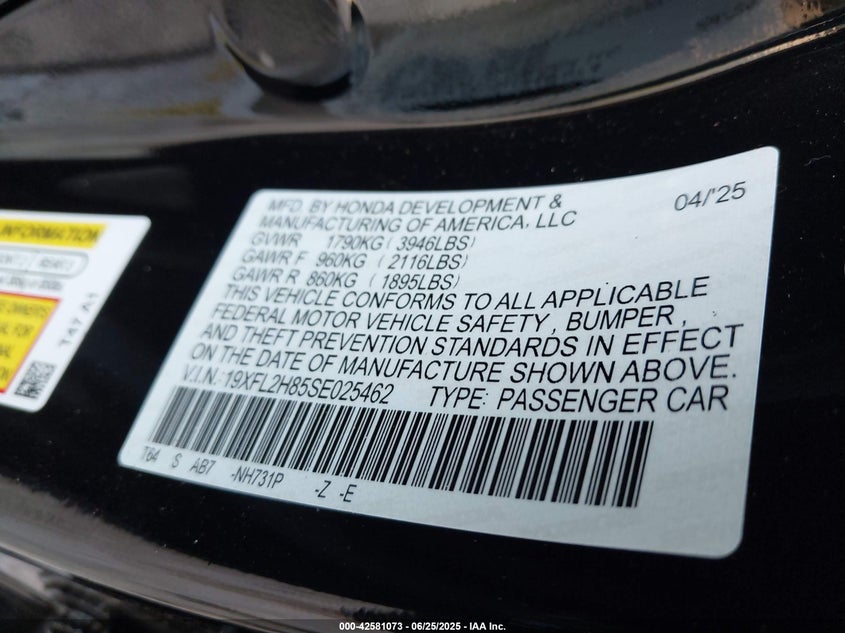 MFD. BY HONDA DEVELOPMENT & 04/'25
MANUFACTURING OF AMERICA, LLC
GVWR 1790KG (3946LBS)
GAWR F 960KG (2116LBS)
GAWR R 860KG (1895LBS)
THIS VEHICLE CONFORMS TO ALL APPLICABLE
FEDERAL MOTOR VEHICLE SAFETY, BUMPER,
AND THEFT PREVENTION STANDARDS IN EFFECT
ON THE DATE OF MANUFACTURE SHOWN ABOVE.
V.I.N.:19XFL2H85SE025462 TYPE: PASSENGER CAR
T64 S AB7 -NH731P -Z -E
INFORMATION
T47 A1
000-42581073 - 06/25/2025 - IAA Inc.